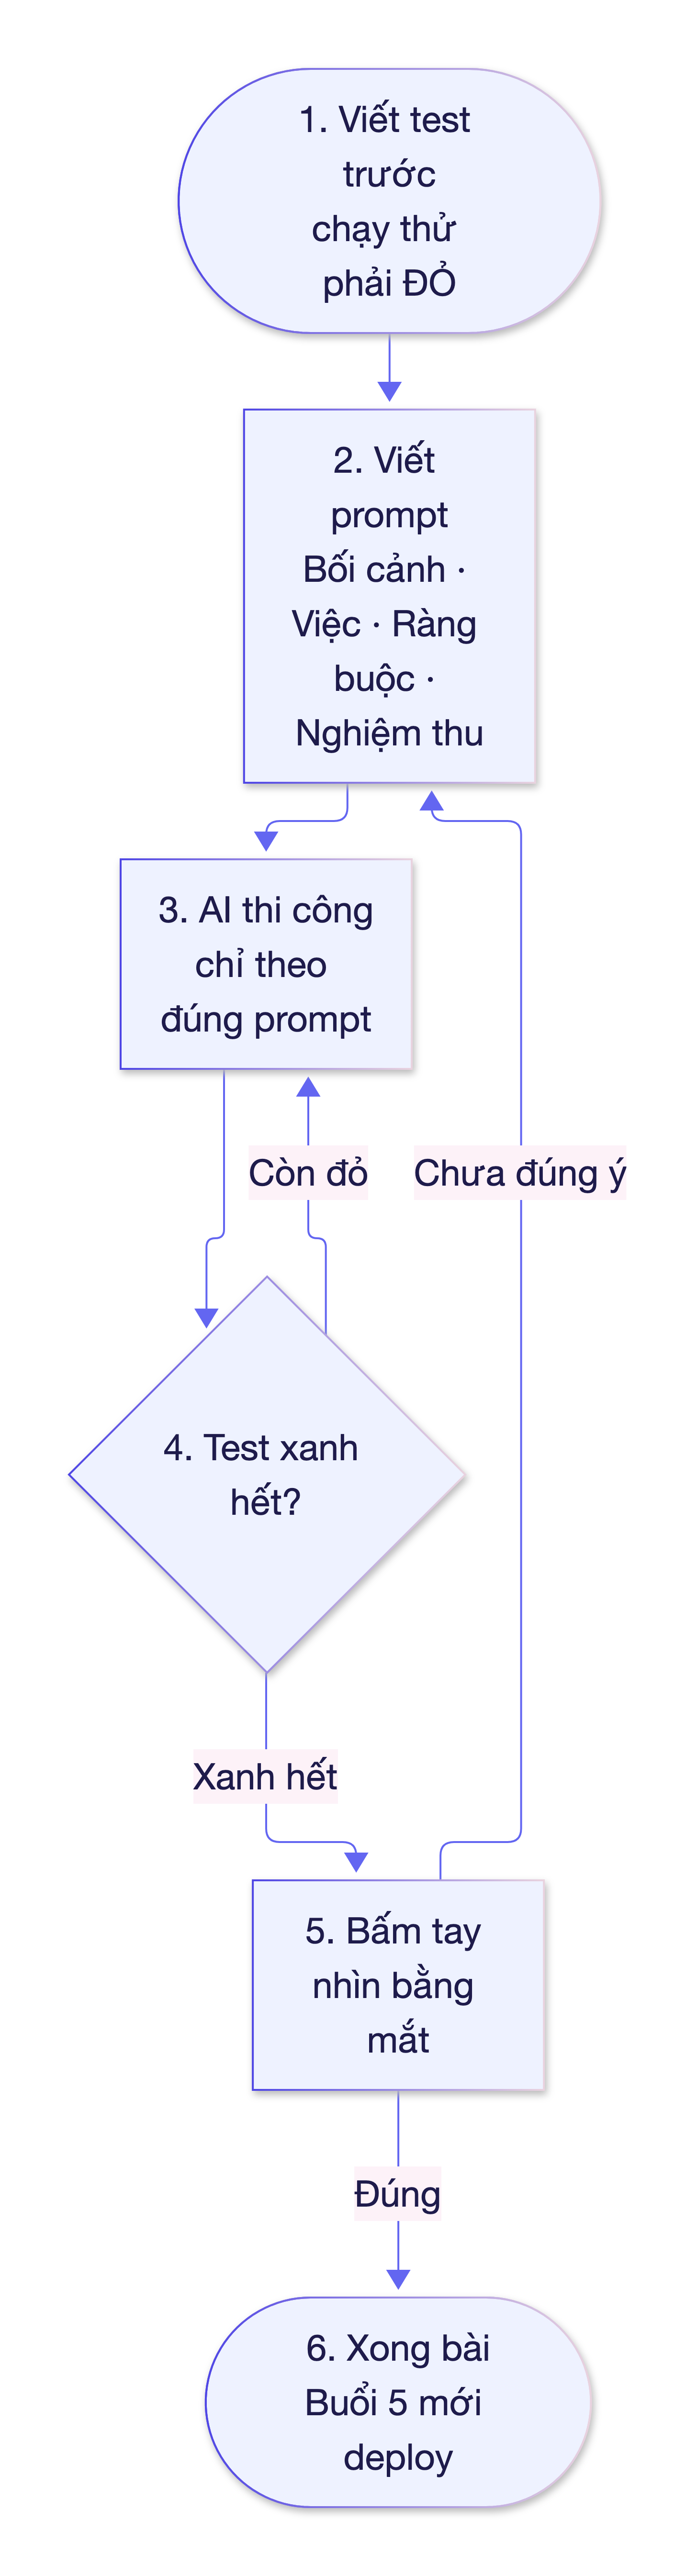 1. Viết test
trước
chạy thử
phải ĐỎ
2. Viết
prompt
Bối cảnh ·
Việc · Ràng
buộc ·
Nghiệm thu
3. AI thi công
chỉ theo
đúng prompt
Còn đỏ
Chưa đúng ý
4. Test xanh
hết?
Xanh hết
5. Bấm tay
nhìn bằng
mắt
Đúng
6. Xong bài
Buổi 5 mới
deploy